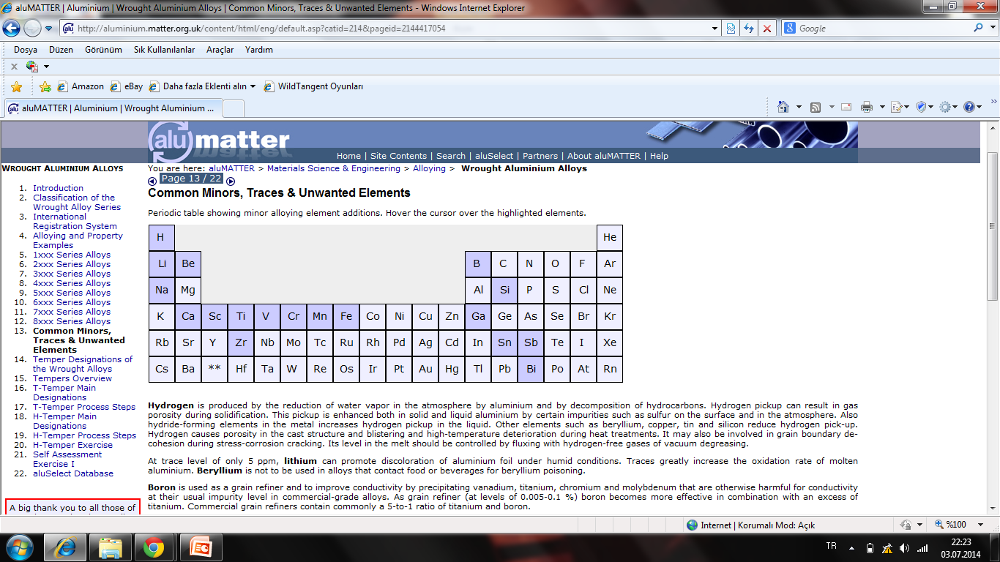 aluMATTER | Aluminium | Wrought Aluminium Alloys | Common Minors, Traces & Unwanted Elements - Windows Internet Explorer
http://aluminium.matter.org.uk/content/html/eng/default.asp?catid=214&pageid=2144417054
Google
Dosya Düzen Görünüm Sık Kullanılanlar Araçlar Yardım
x
Amazon eBay Daha fazla Eklenti alın WildTangent Oyunları
aluMATTER | Aluminium | Wrought Aluminium ...
alumatter
Home | Site Contents | Search | aluSelect | Partners | About aluMATTER | Help
WROUGHT ALUMINIUM ALLOYS
1. Introduction
2. Classification of the
Wrought Alloy Series
3. International
Registration System
4. Alloying and Property
Examples
5. 1xxx Series Alloys
6. 2xxx Series Alloys
7. 3xxx Series Alloys
8. 4xxx Series Alloys
9. 5xxx Series Alloys
10. 6xxx Series Alloys
11. 7xxx Series Alloys
12. 8xxx Series Alloys
13. Common Minors,
Traces & Unwanted
Elements
14. Temper Designations of
the Wrought Alloys
15. Tempers Overview
16. T-Temper Main
Designations
17. T-Temper Process Steps
18. H-Temper Main
Designations
19. H-Temper Process Steps
20. H-Temper Exercise
21. Self Assessment
Exercise I
22. aluSelect Database
A big thank you to all those of
You are here: aluMATTER > Materials Science & Engineering > Alloying > Wrought Aluminium Alloys
Page 13 / 22
Common Minors, Traces & Unwanted Elements
Periodic table showing minor alloying element additions. Hover the cursor over the highlighted elements.
H He
Li Be B C N O F Ar
Na Mg Al Si P S Cl Ne
K Ca Sc Ti V Cr Mn Fe Co Ni Cu Zn Ga Ge As Se Br Kr
Rb Sr Y Zr Nb Mo Tc Ru Rh Pd Ag Cd In Sn Sb Te I Xe
Cs Ba ** Hf Ta W Re Os Ir Pt Au Hg Tl Pb Bi Po At Rn
Hydrogen is produced by the reduction of water vapor in the atmosphere by aluminium and by decomposition of hydrocarbons. Hydrogen pickup can result in gas
porosity during solidification. This pickup is enhanced both in solid and liquid aluminium by certain impurities such as sulfur on the surface and in the atmosphere. Also
hydride-forming elements in the metal increases hydrogen pickup in the liquid. Other elements such as beryllium, copper, tin and silicon reduce hydrogen pick-up.
Hydrogen causes porosity in the cast structure and blistering and high-temperature deterioration during heat treatments. It may also be involved in grain boundary de-
cohesion during stress-corrosion cracking. Its level in the melt should be controlled by fluxing with hydrogen-free gases of vacuum degreasing.
At trace level of only 5 ppm, lithium can promote discoloration of aluminium foil under humid conditions. Traces greatly increase the oxidation rate of molten
aluminium. Beryllium is not to be used in alloys that contact food or beverages for beryllium poisoning.
Boron is used as a grain refiner and to improve conductivity by precipitating vanadium, titanium, chromium and molybdenum that are otherwise harmful for conductivity
at their usual impurity level in commercial-grade alloys. As grain refiner (at levels of 0.005-0.1 %) boron becomes more effective in combination with an excess of
titanium. Commercial grain refiners contain commonly a 5-to-1 ratio of titanium and boron.
Internet | Korumalı Mod: Açık
%100
TR
22:23
03.07.2014